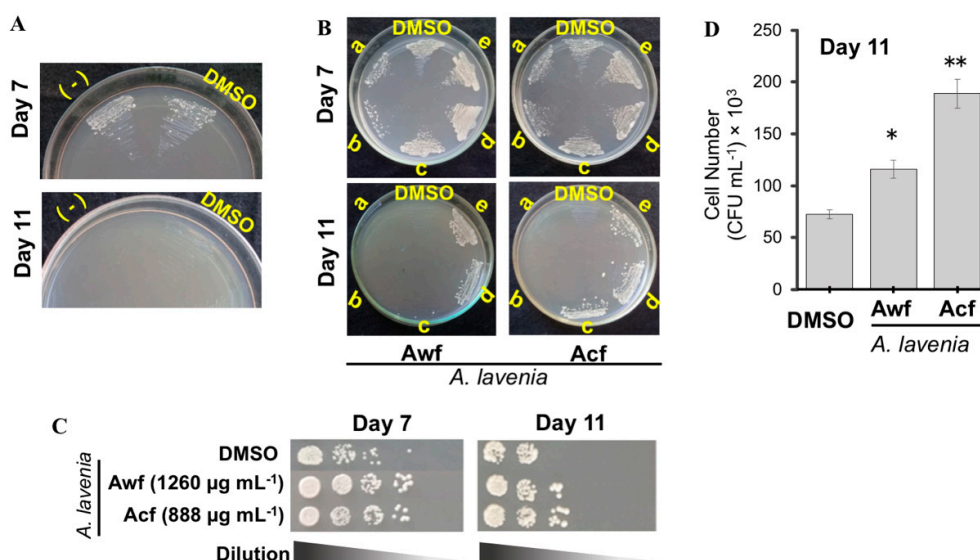 A
Day 7
(-)
DMSO
Day 11
(-)
DMSO
B
Day 7
DMSO
a
e
b
d
c
DMSO
a
e
b
d
c
Day 11
DMSO
a
e
b
d
c
DMSO
a
e
b
d
c
Awf
Acf
A. lavenia
D
Day 11
Cell Number
(CFU mL-1) × 10³
250
200
150
100
50
0
*
**
DMSO
Awf
Acf
A. lavenia
C
Day 7
Day 11
A. lavenia
DMSO
Awf (1260 µg mL-1)
Acf (888 µg mL-1)
Dilution